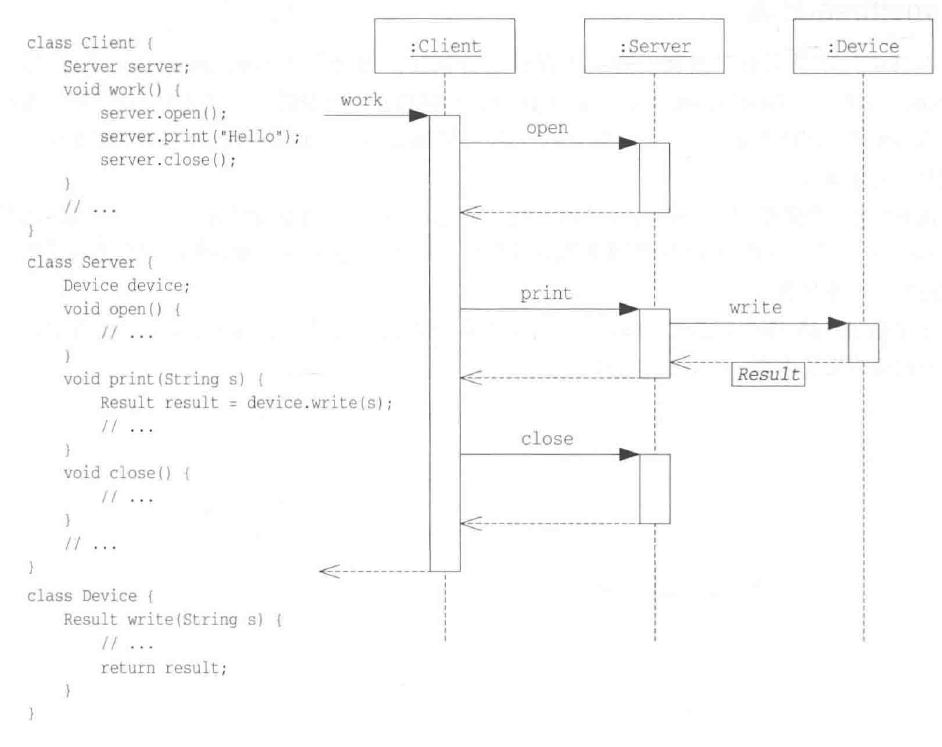 class Client {
Server server;
void work() {
server.open();
server.print("Hello");
server.close();
}
// ...
}
class Server {
Device device;
void open() {
// ...
}
void print(String s) {
Result result = device.write(s);
// ...
}
void close() {
// ...
}
// ...
}
class Device {
Result write(String s) {
// ...
return result;
}
}
:Client
:Server
:Device
work
open
print
write
Result
close